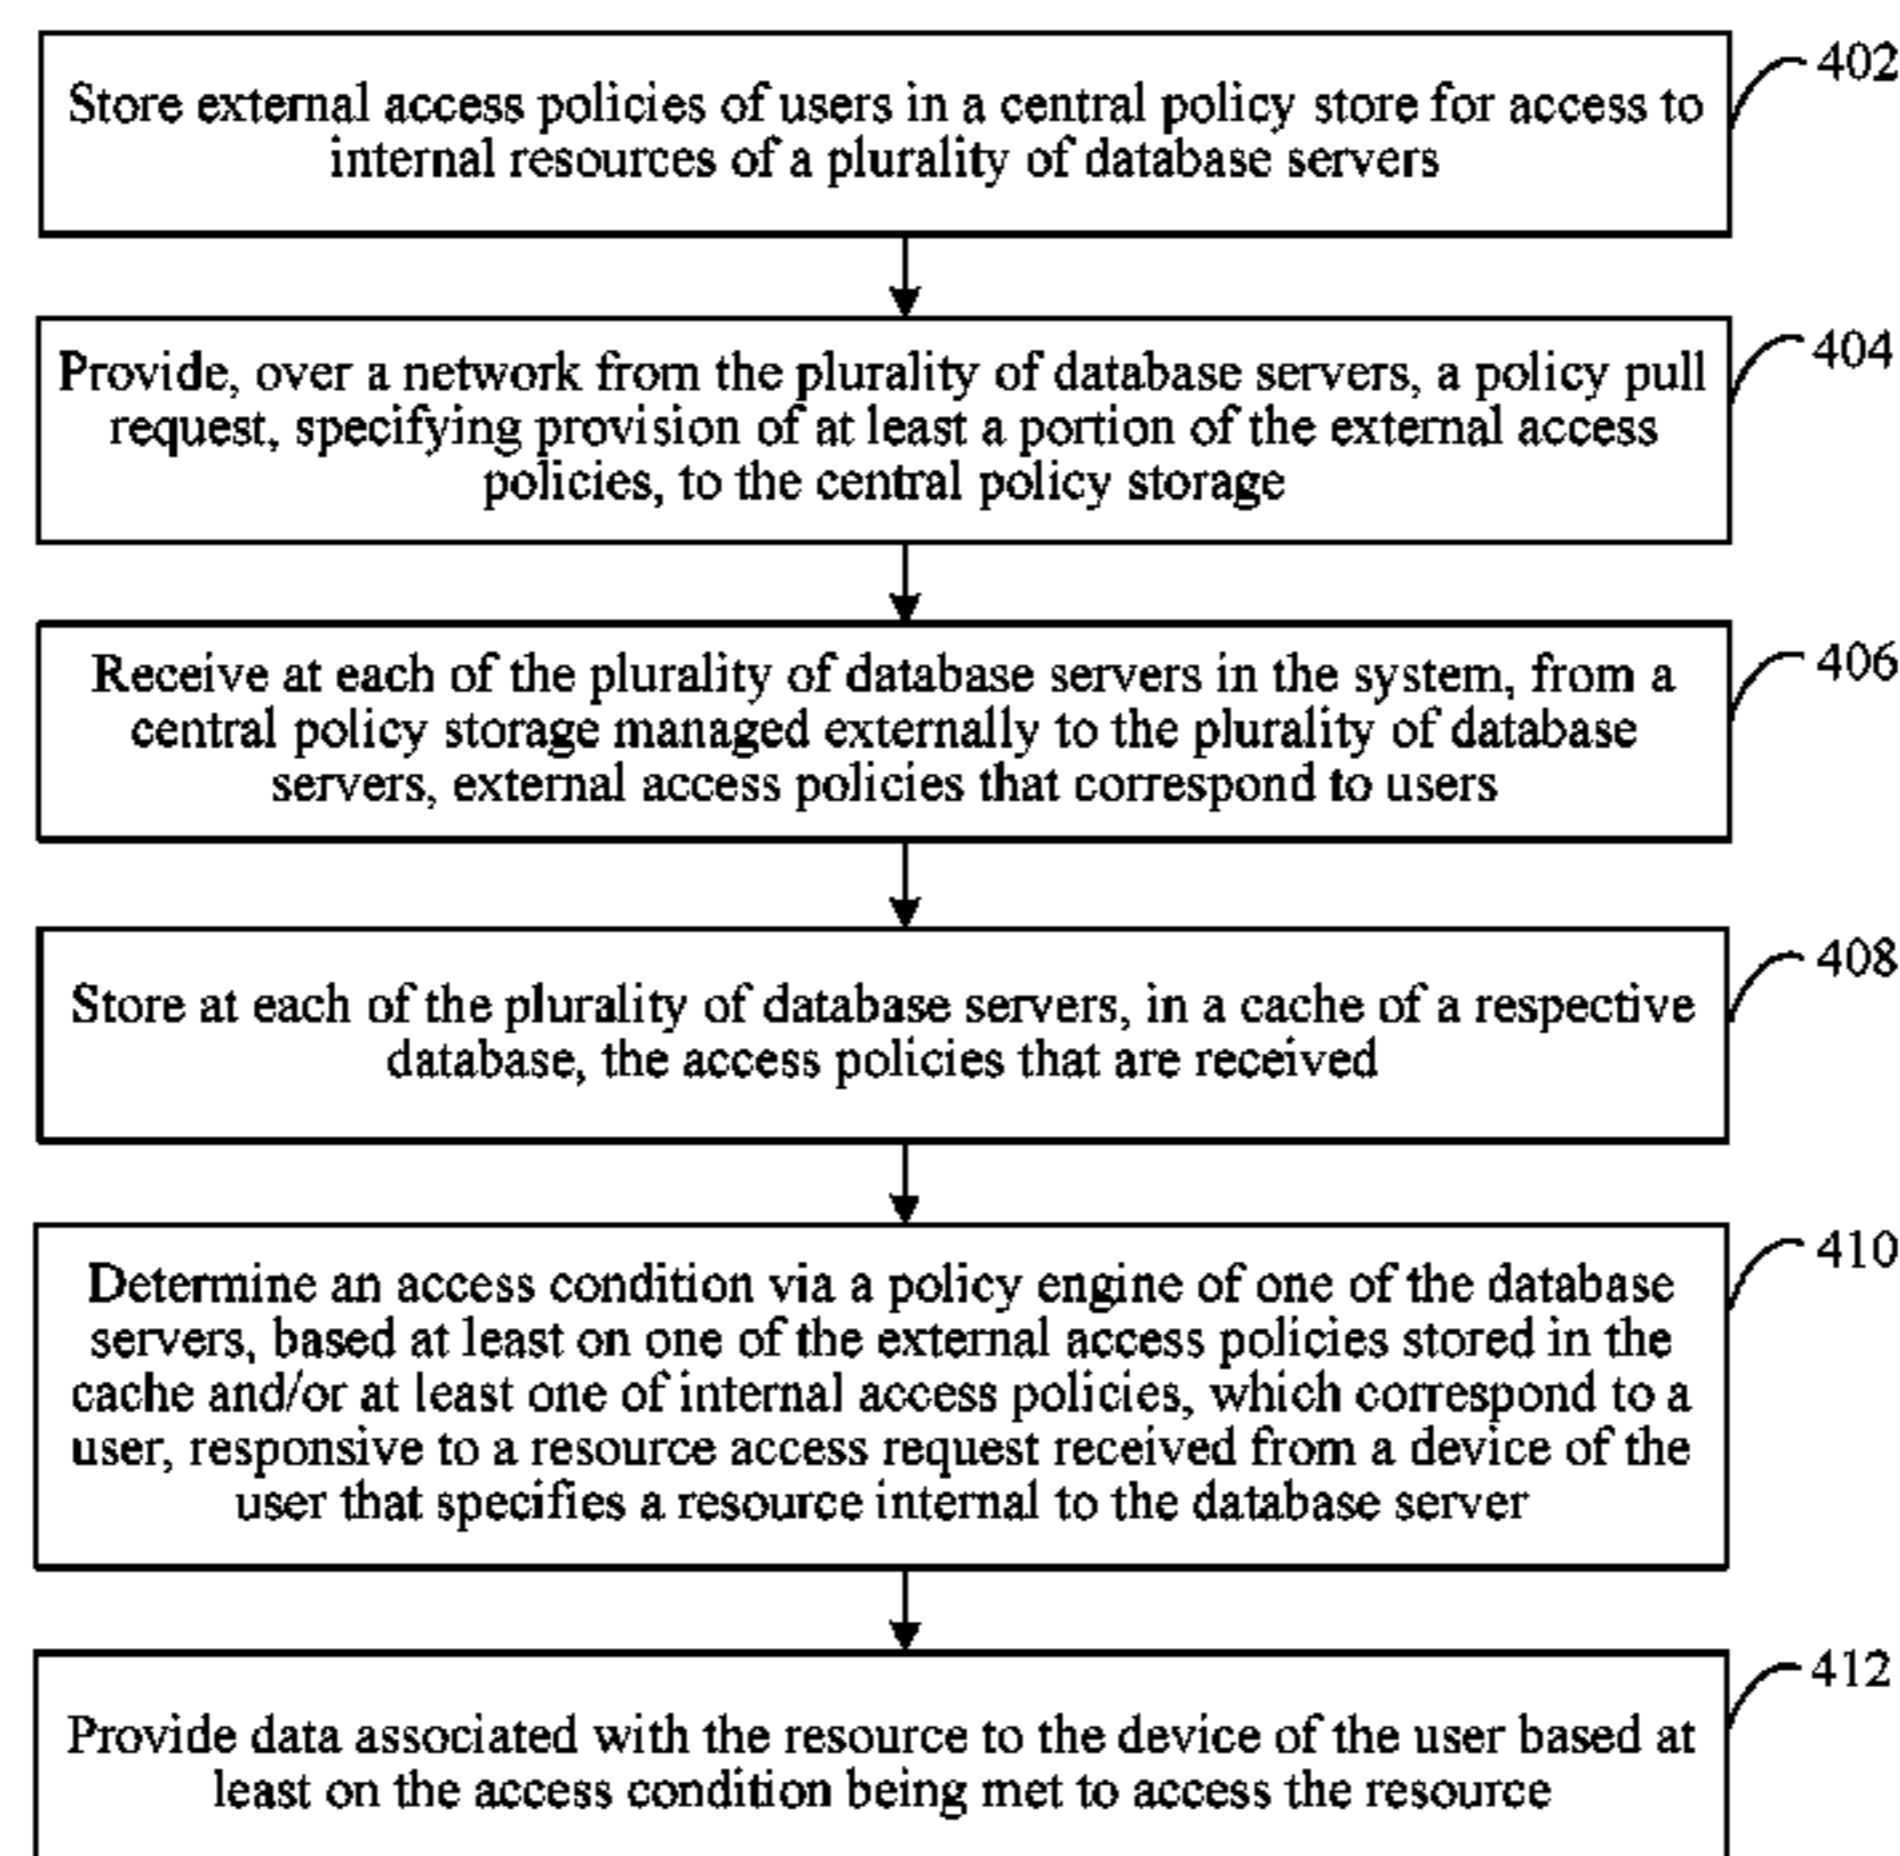 402
Store external access policies of users in a central policy store for access to
internal resources of a plurality of database servers
404
Provide, over a network from the plurality of database servers, a policy pull
request, specifying provision of at least a portion of the external access
policies, to the central policy storage
406
Receive at each of the plurality of database servers in the system, from a
central policy storage managed externally to the plurality of database
servers, external access policies that correspond to users
408
Store at each of the plurality of database servers, in a cache of a respective
database, the access policies that are received
410
Determine an access condition via a policy engine of one of the database
servers, based at least on one of the external access policies stored in the
cache and/or at least one of internal access policies, which correspond to a
user, responsive to a resource access request received from a device of the
user that specifies a resource internal to the database server
412
Provide data associated with the resource to the device of the user based at
least on the access condition being met to access the resource